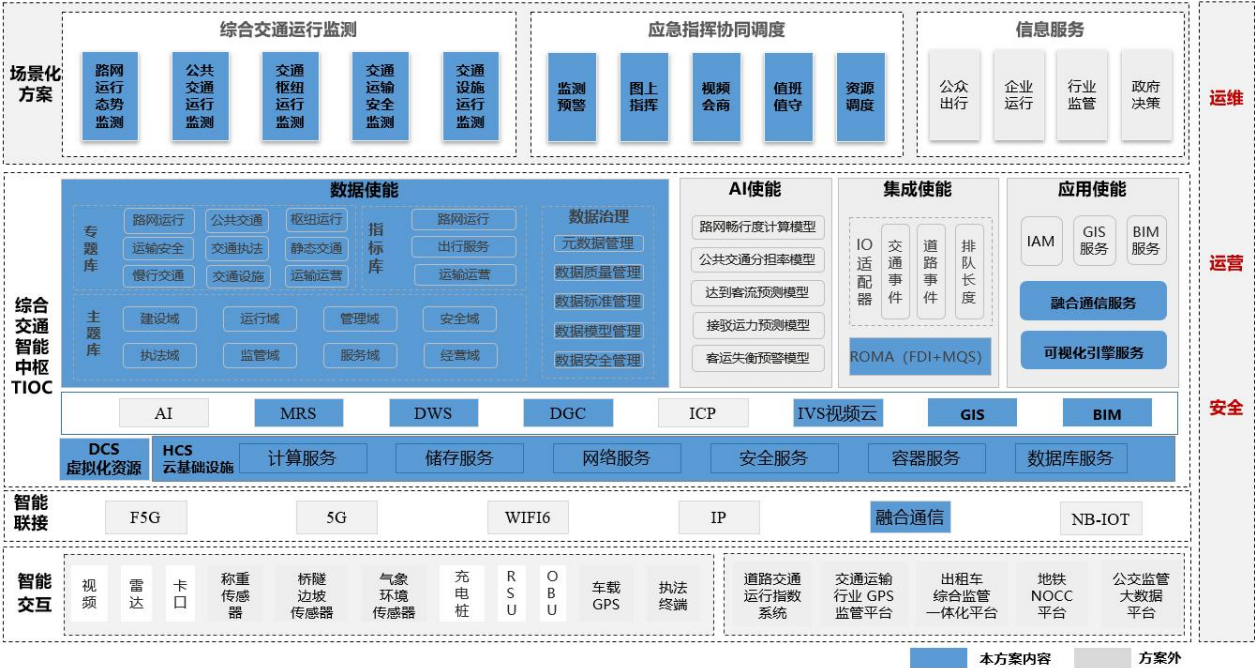 场景化
方案
综合交通运行监测
路网
运行
态势
监测
公共
交通
运行
监测
交通
枢纽
运行
监测
交通
运输
安全
监测
交通
设施
运行
监测
应急指挥协同调度
监测
预警
图上
指挥
视频
会商
值班
值守
资源
调度
信息服务
公众
出行
企业
运行
行业
监管
政府
决策
运维
运营
安全
综合
交通
智能
中枢
TIOC
数据使能
专
题
库
路网运行
公共交通
枢纽运行
运输安全
交通执法
静态交通
慢行交通
交通设施
运输运营
指
标
库
路网运行
出行服务
运输运营
主
题
库
建设域
运行域
管理域
安全域
执法域
监管域
服务域
经营域
数据治理
元数据管理
数据质量管理
数据标准管理
数据模型管理
数据安全管理
AI使能
路网畅行度计算模型
公共交通分担率模型
达到客流预测模型
接驳运力预测模型
客运失衡预警模型
集成使能
IO
适
配
器
交
通
事
件
道
路
事
件
排
队
长
度
ROMA（FDI+MQS)
应用使能
IAM
GIS
服务
BIM
服务
融合通信服务
可视化引擎服务
AI
MRS
DWS
DGC
ICP
IVS视频云
GIS
BIM
DCS
虚拟化资源
HCS
云基础设施
计算服务
储存服务
网络服务
安全服务
容器服务
数据库服务
智能
联接
F5G
5G
WIFI6
IP
融合通信
NB-IOT
智能
交互
视
频
雷
达
卡
口
称重
传感
器
桥隧
边坡
传感器
气象
环境
传感器
充
电
桩
R
S
U
O
B
U
车载
GPS
执法
终端
道路交通
运行指数
系统
交通运输
行业 GPS
监管平台
出租车
综合监管
一体化平台
地铁
NOCC
平台
公交监管
大数据
平台
本方案内容
方案外